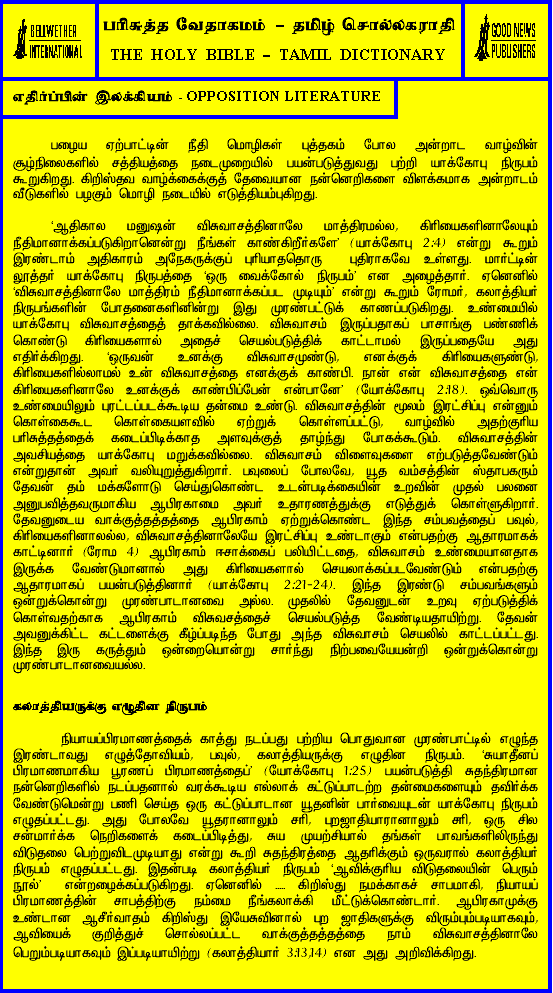 BELLWETHER
INTERNATIONAL
பரிசுத்த வேதாகமம் – தமிழ் சொல்லகராதி
THE HOLY BIBLE – TAMIL DICTIONARY
GOOD NEWS
PUBLISHERS
எதிர்ப்பின் இலக்கியம் - OPPOSITION LITERATURE
பழைய ஏற்பாட்டின் நீதி மொழிகள் புத்தகம் போல அன்றாட வாழ்வின்
சூழ்நிலைகளில் சத்தியத்தை நடைமுறையில் பயன்படுத்துவது பற்றி யாக்கோபு நிருபம்
கூறுகிறது. கிறிஸ்தவ வாழ்க்கைக்குத் தேவையான நன்னெறிகளை விளக்கமாக அன்றாடம்
வீடுகளில் பழகும் மொழி நடையில் எடுத்தியம்புகிறது.
'ஆதிகால மனுஷன் விசுவாசத்தினாலே மாத்திரமல்ல, கிரியைகளினாலேயும்
நீதிமானாக்கப்படுகிறானென்று நீங்கள் காண்கிறீர்களே' (யாக்கோபு 2:4) என்று கூறும்
இரண்டாம் அதிகாரம் அநேகருக்குப் புரியாததொரு புதிராகவே உள்ளது. மார்ட்டின்
லூத்தர் யாக்கோபு நிருபத்தை 'ஒரு வைக்கோல் நிருபம்' என அழைத்தார். ஏனெனில்
'விசுவாசத்தினாலே மாத்திரம் நீதிமானாக்கப்பட முடியும்' என்று கூறும் ரோமர், கலாத்தியர்
நிருபங்களின் போதனைகளினின்று இது முரண்பட்டுக் காணப்படுகிறது. உண்மையில்
யாக்கோபு விசுவாசத்தைத் தாக்கவில்லை. விசுவாசம் இருப்பதாகப் பாசாங்கு பண்ணிக்
கொண்டு கிரியைகளால் அதைச் செயல்படுத்திக் காட்டாமல் இருப்பதையே அது
எதிர்க்கிறது. 'ஒருவன் உனக்கு விசுவாசமுண்டு, எனக்குக் கிரியைகளுண்டு,
கிரியைகளில்லாமல் உன் விசுவாசத்தை எனக்குக் காண்பி. நான் என் விசுவாசத்தை என்
கிரியைகளினாலே உனக்குக் காண்பிப்பேன் என்பானே' (யோக்கோபு 2:18). ஒவ்வொரு
உண்மையிலும் புரட்டப்படக்கூடிய தன்மை உண்டு. விசுவாசத்தின் மூலம் இரட்சிப்பு என்னும்
கொள்கைகூட கொள்கையளவில் ஏற்றுக் கொள்ளப்பட்டு, வாழ்வில் அதற்குரிய
பரிசுத்தத்தைக் கடைப்பிடிக்காத அளவுக்குத் தாழ்ந்து போகக்கூடும். விசுவாசத்தின்
அவசியத்தை யாக்கோபு மறுக்கவில்லை. விசுவாசம் விளைவுகளை ஏற்படுத்தவேண்டும்
என்றுதான் அவர் வலியுறுத்துகிறார். பவுலைப் போலவே, யூத வம்சத்தின் ஸ்தாபகரும்
தேவன் தம் மக்களோடு செய்துகொண்ட உடன்படிக்கையின் உறவின் முதல் பலனை
அனுபவித்தவருமாகிய ஆபிரகாமை அவர் உதாரணத்துக்கு எடுத்துக் கொள்ளுகிறார்.
தேவனுடைய வாக்குத்தத்தத்தை ஆபிரகாம் ஏற்றுக்கொண்ட இந்த சம்பவத்தைப் பவுல்,
கிரியைகளினாலல்ல, விசுவாசத்தினாலேயே இரட்சிப்பு உண்டாகும் என்பதற்கு ஆதாரமாகக்
காட்டினார் (ரோம 4) ஆபிரகாம் ஈசாக்கைப் பலியிட்டதை, விசுவாசம் உண்மையானதாக
இருக்க வேண்டுமானால் அது கிரியைகளால் செயலாக்கப்படவேண்டும் என்பதற்கு
ஆதாரமாகப் பயன்படுத்தினார் (யாக்கோபு 2:21-24). இந்த இரண்டு சம்பவங்களும்
ஒன்றுக்கொன்று முரண்பாடானவை அல்ல. முதலில் தேவனுடன் உறவு ஏற்படுத்திக்
கொள்வதற்காக ஆபிரகாம் விசுவாசத்தைச் செயல்படுத்த வேண்டியதாயிற்று. தேவன்
அவனுக்கிட்ட கட்டளைக்கு கீழ்ப்படிந்த போது அந்த விசுவாசம் செயலில் காட்டப்பட்டது.
இந்த இரு கருத்தும் ஒன்றையொன்று சார்ந்து நிற்பவையேயன்றி ஒன்றுக்கொன்று
முரண்பாடானவையல்ல.
கலாத்தியருக்கு எழுதின நிருபம்
நியாயப்பிரமாணத்தைக் காத்து நடப்பது பற்றிய பொதுவான முரண்பாட்டில் எழுந்த
இரண்டாவது எழுத்தோவியம், பவுல், கலாத்தியருக்கு எழுதின நிருபம். 'சுயாதீனப்
பிரமாணமாகிய பூரணப் பிரமாணத்தைப்' (யோக்கோபு 1:25) பயன்படுத்தி சுதந்திரமான
நன்னெறிகளில் நடப்பதனால் வரக்கூடிய எல்லாக் கட்டுப்பாடற்ற தன்மைகளையும் தவிர்க்க
வேண்டுமென்று பணி செய்த ஒரு கட்டுப்பாடான யூதனின் பார்வையுடன் யாக்கோபு நிருபம்
எழுதப்பட்டது. அது போலவே யூதரானாலும் சரி, புறஜாதியாரானாலும் சரி, ஒரு சில
சன்மார்க்க நெறிகளைக் கடைப்பிடித்து, சுய முயற்சியால் தங்கள் பாவங்களிலிருந்து
விடுதலை பெற்றுவிடமுடியாது என்று கூறி சுதந்திரத்தை ஆதரிக்கும் ஒருவரால் கலாத்தியர்
நிருபம் எழுதப்பட்டது. இதன்படி கலாத்தியர் நிருபம் 'ஆவிக்குரிய விடுதலையின் பெரும்
நூல்' என்றழைக்கப்படுகிறது. ஏனெனில் ..... கிறிஸ்து நமக்காகச் சாபமாகி, நியாயப்
பிரமாணத்தின் சாபத்திற்கு நம்மை நீங்கலாக்கி மீட்டுக்கொண்டார். ஆபிரகாமுக்கு
உண்டான ஆசீர்வாதம் கிறிஸ்து இயேசுவினால் புற ஜாதிகளுக்கு விரும்பும்படியாகவும்,
ஆவியைக் குறித்துச் சொல்லப்பட்ட வாக்குத்தத்தத்தை நாம் விசுவாசத்தினாலே
பெறும்படியாகவும் இப்படியாயிற்று (கலாத்தியார் 3:13,14) என அது அறிவிக்கிறது.